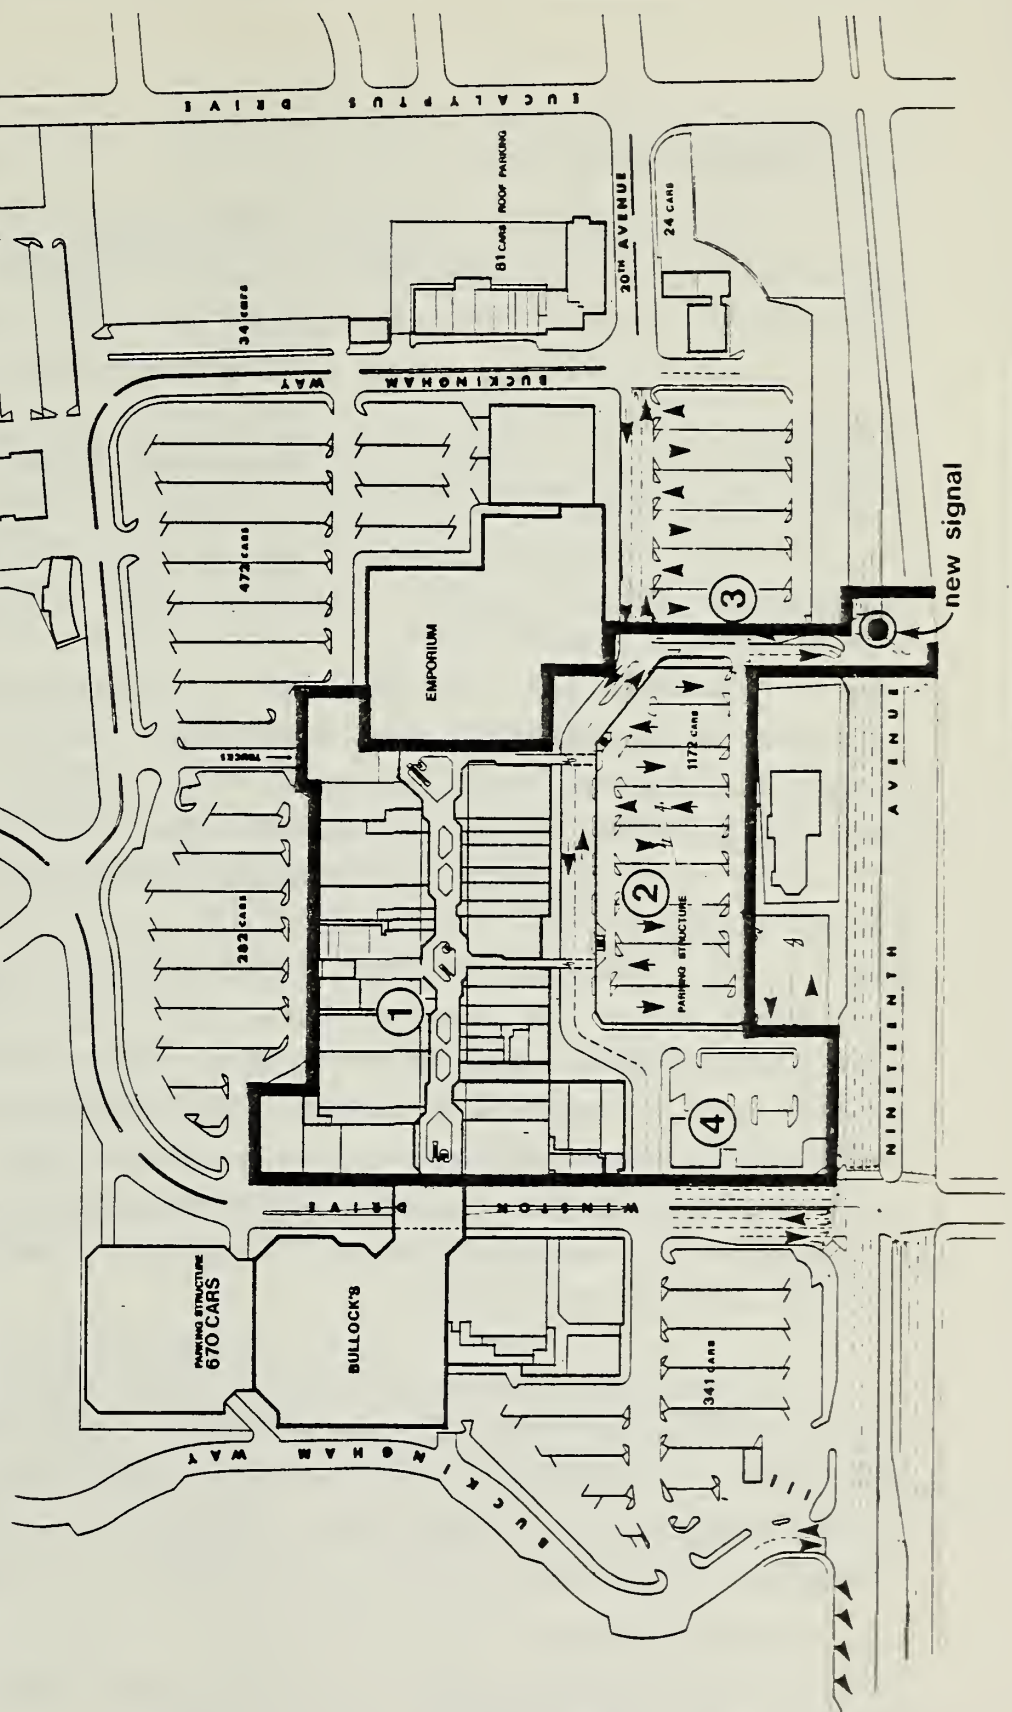 EUCALYPTUS DRIVE
81 CARS ROOF PARKING
20TH AVENUE
24 CARS
34 CARS
BUCKINGHAM WAY
472 CARS
EMPORIUM
3
new signal
TRUCKS
1172 CARS
2
PARKING STRUCTURE
282 CARS
1
4
NINETEENTH AVENUE
WINSTON DRIVE
PARKING STRUCTURE
670 CARS
BULLOCK'S
341 CARS
BUCKINGHAM WAY